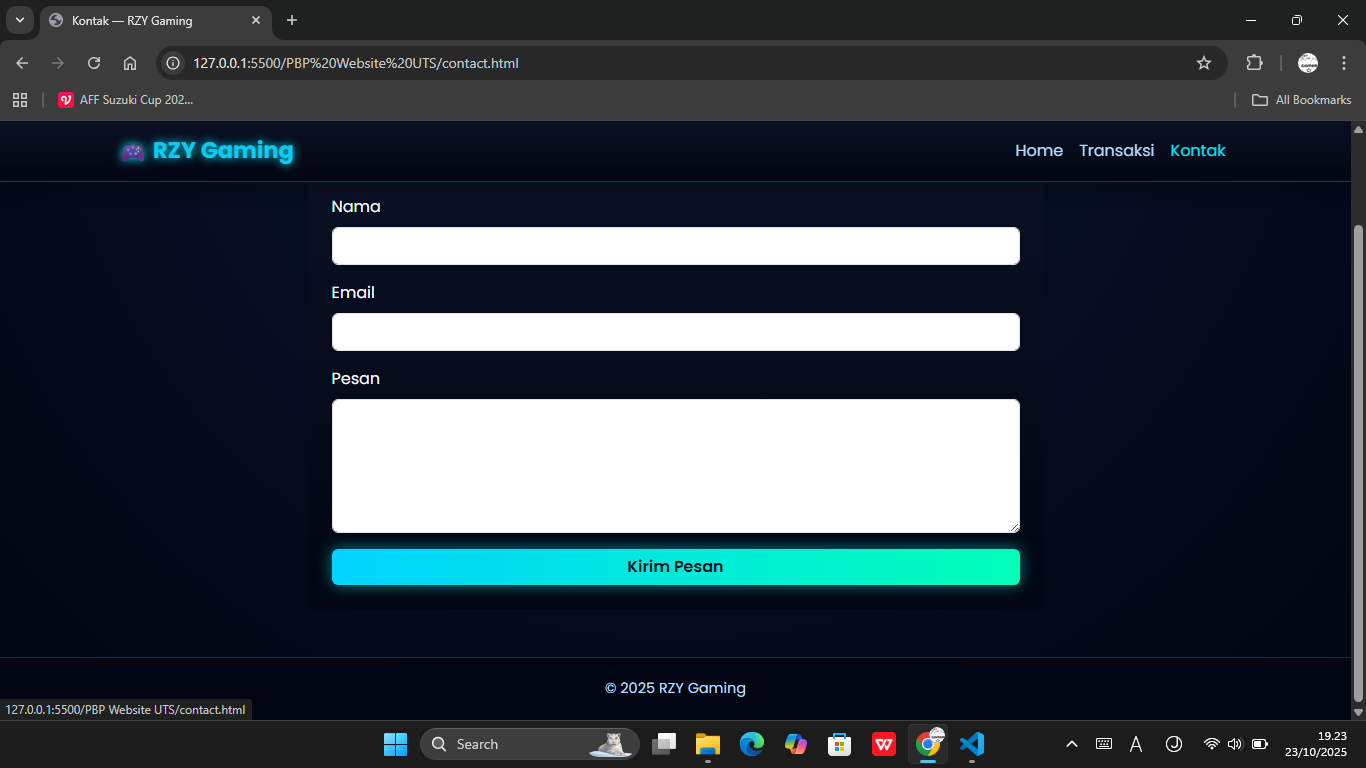 Kontak — RZY Gaming
127.0.0.1:5500/PBP%20Website%20UTS/contact.html
AFF Suzuki Cup 202...
All Bookmarks
RZY Gaming
Home
Transaksi
Kontak
Nama
Email
Pesan
Kirim Pesan
© 2025 RZY Gaming
127.0.0.1:5500/PBP Website UTS/contact.html
Search
19.23
23/10/2025